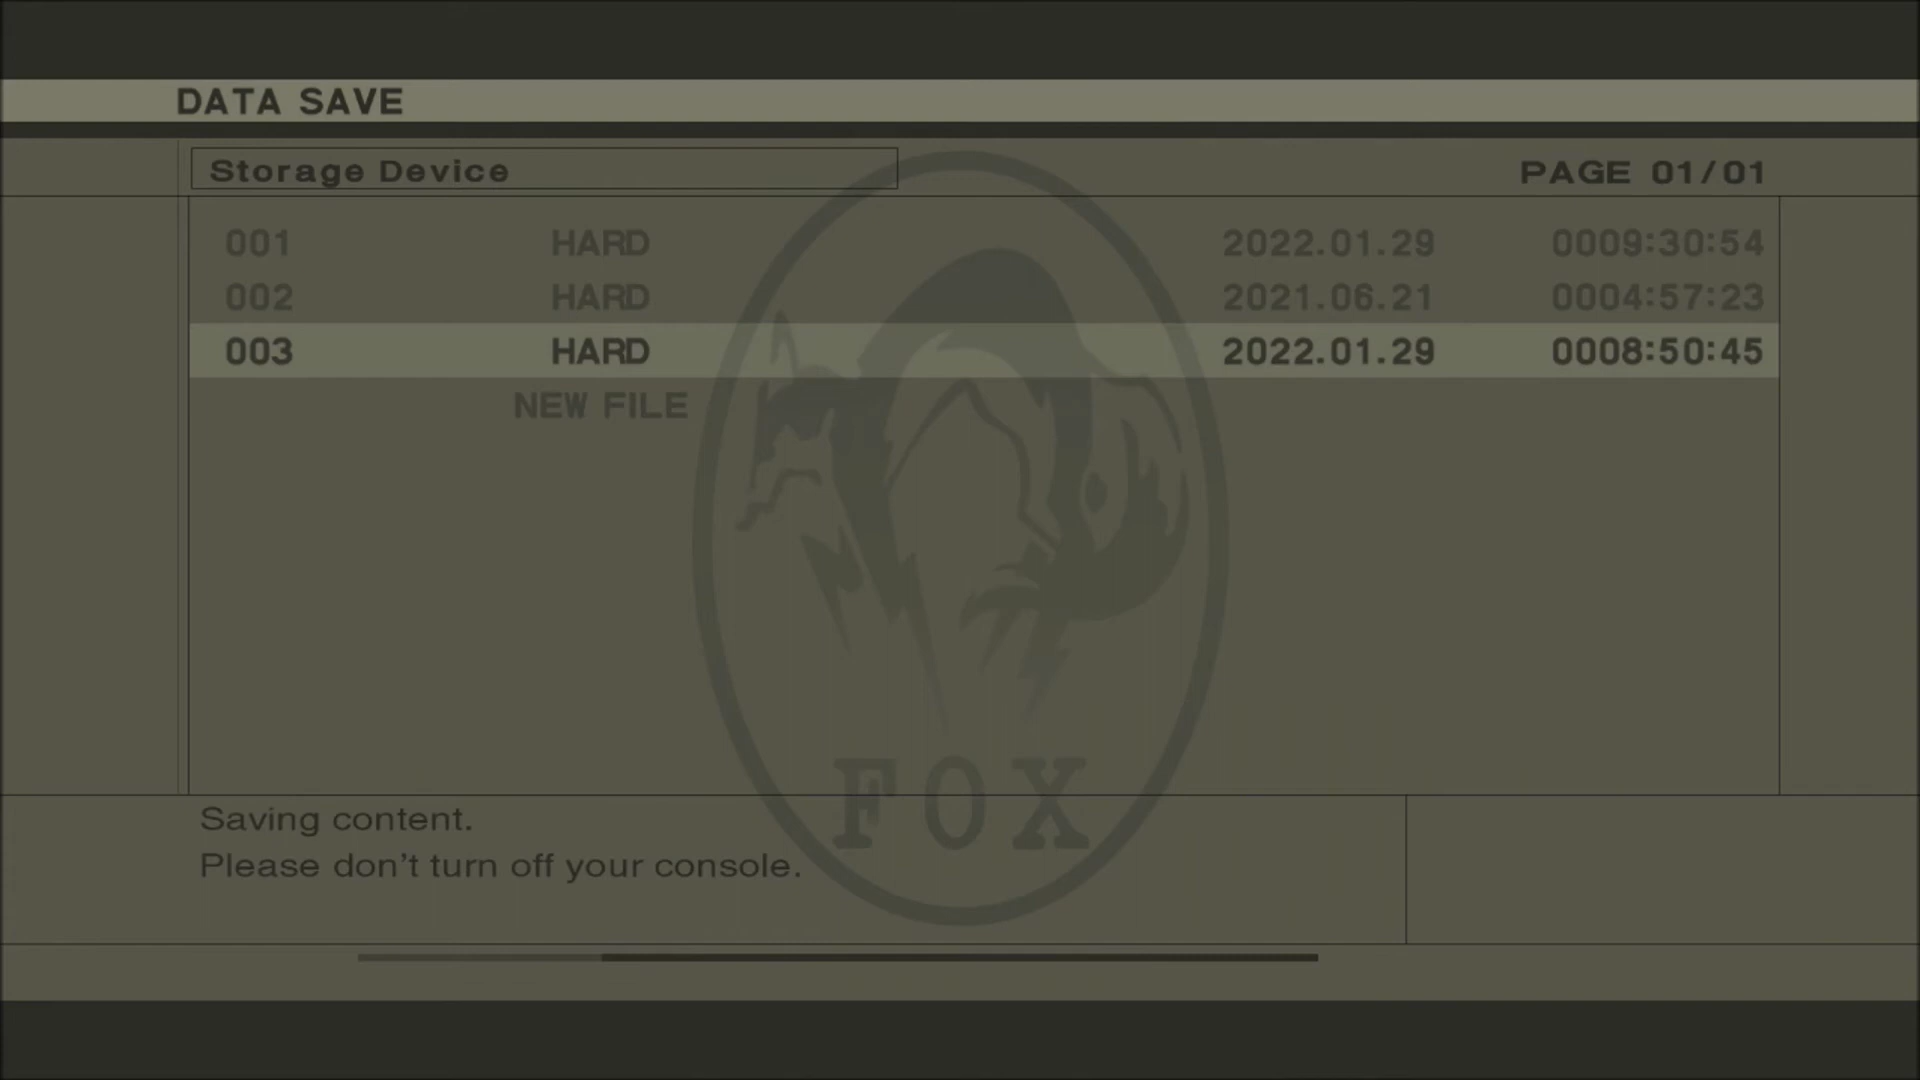 DATA SAVE
Storage Device PAGE 01/01
001 HARD 2022.01.29 0009:30:54
002 HARD 2021.06.21 0004:57:23
003 HARD 2022.01.29 0008:50:45
NEW FILE
FOX
Saving content.
Please don't turn off your console.